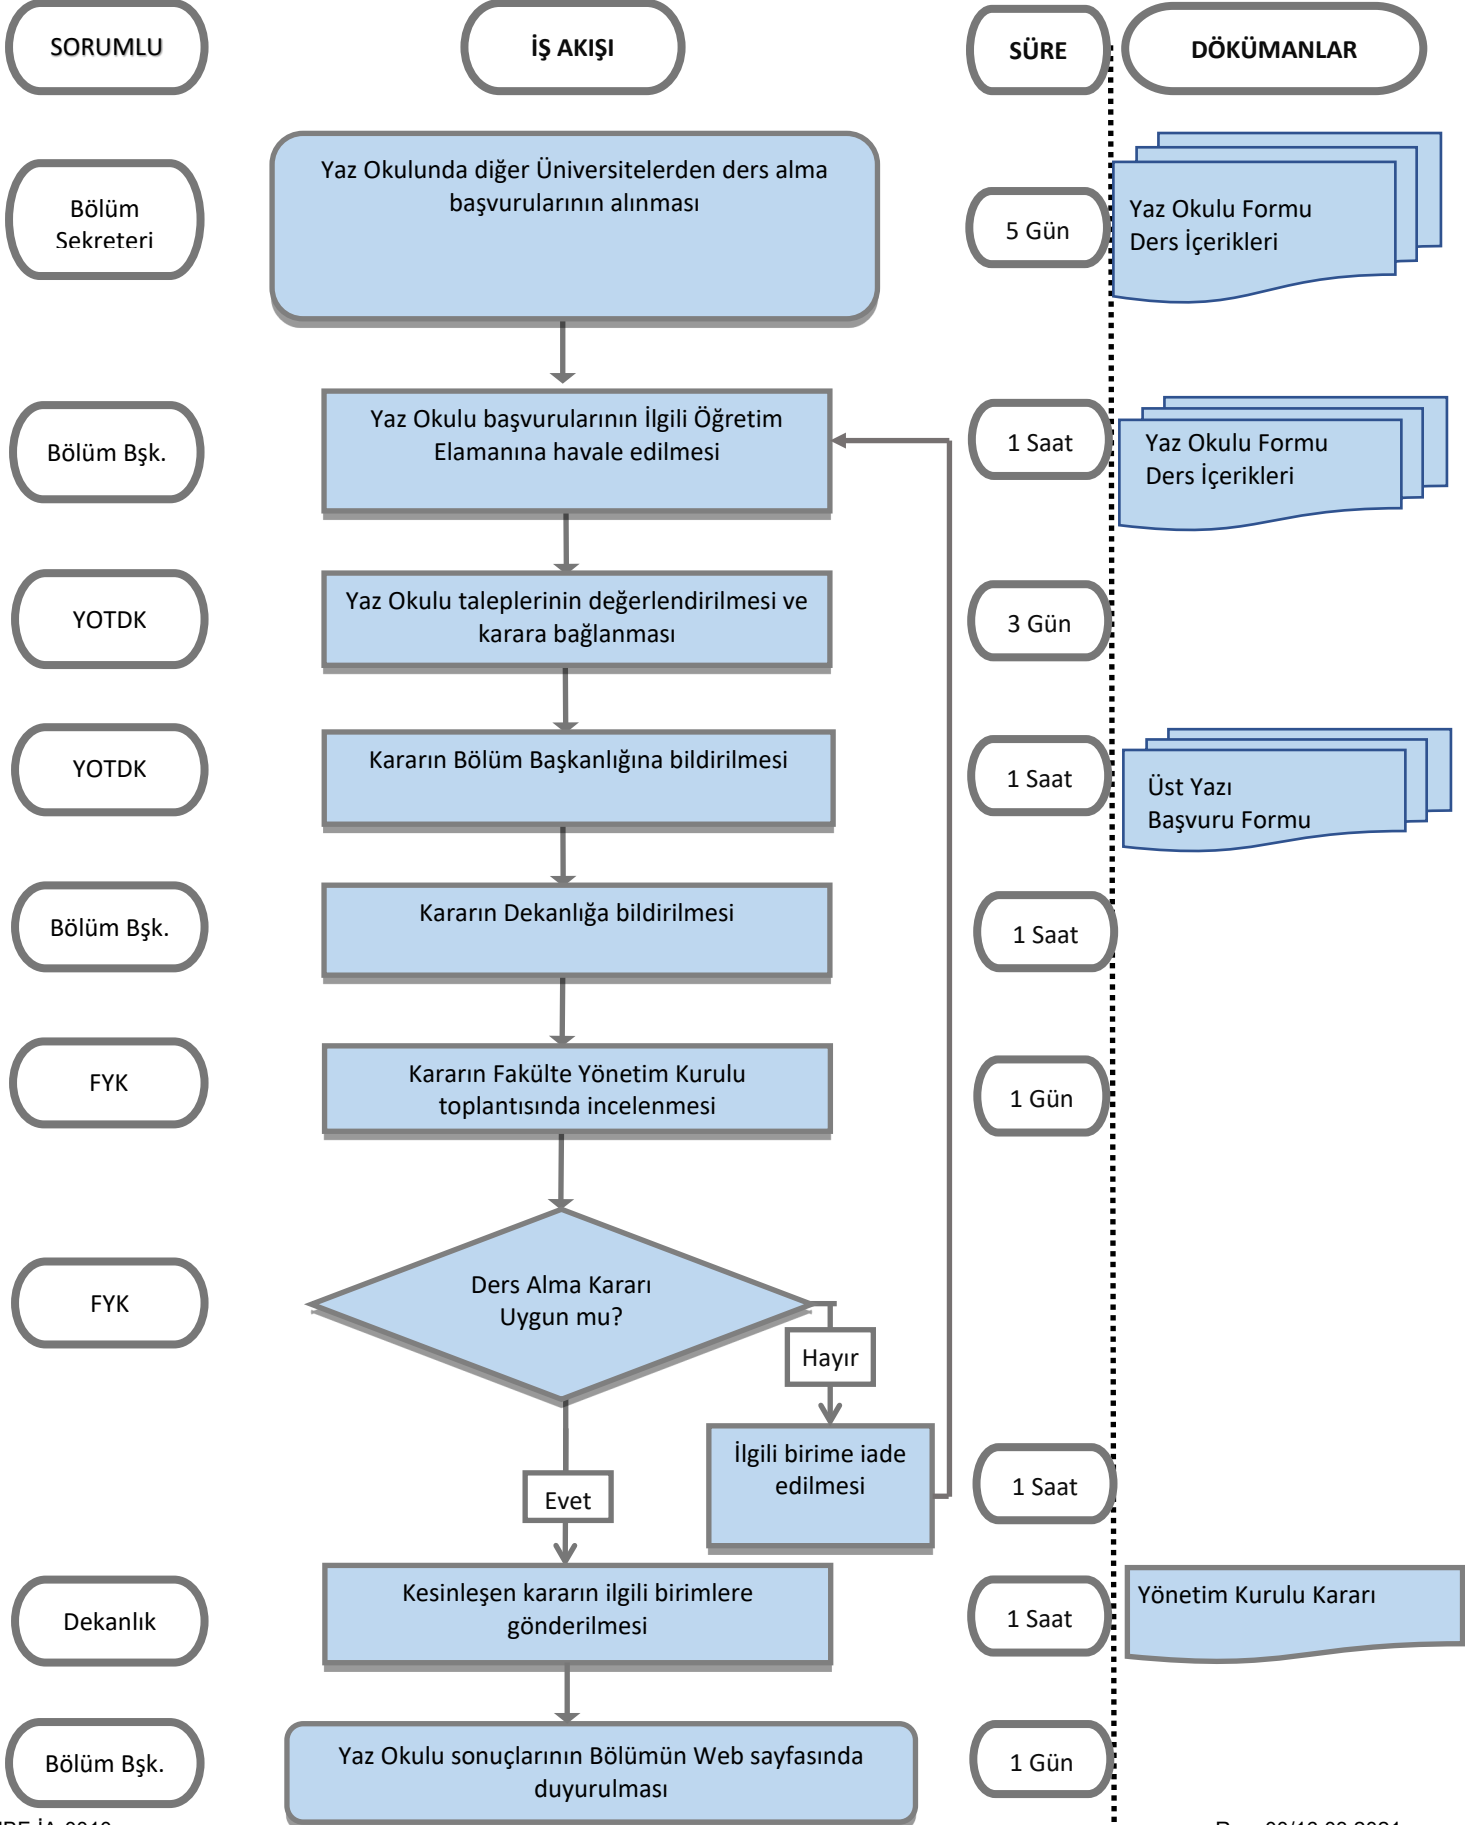 SORUMLU
İŞ AKIŞI
SÜRE
DÖKÜMANLAR
Bölüm
Sekreteri
Yaz Okulunda diğer Üniversitelerden ders alma
başvurularının alınması
5 Gün
Yaz Okulu Formu
Ders İçerikleri
Bölüm Bşk.
Yaz Okulu başvurularının İlgili Öğretim
Elamanına havale edilmesi
1 Saat
Yaz Okulu Formu
Ders İçerikleri
YOTDK
Yaz Okulu taleplerinin değerlendirilmesi ve
karara bağlanması
3 Gün
YOTDK
Kararın Bölüm Başkanlığına bildirilmesi
1 Saat
Üst Yazı
Başvuru Formu
Bölüm Bşk.
Kararın Dekanlığa bildirilmesi
1 Saat
FYK
Kararın Fakülte Yönetim Kurulu
toplantısında incelenmesi
1 Gün
FYK
Ders Alma Kararı
Uygun mu?
Hayır
İlgili birime iade
edilmesi
1 Saat
Evet
Dekanlık
Kesinleşen kararın ilgili birimlere
gönderilmesi
1 Saat
Yönetim Kurulu Kararı
Bölüm Bşk.
Yaz Okulu sonuçlarının Bölümün Web sayfasında
duyurulması
1 Gün